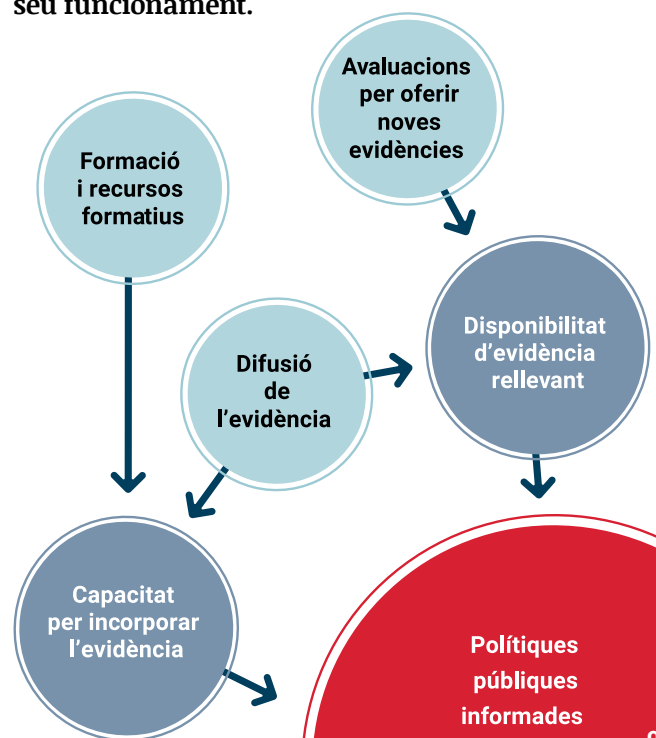 seu funcionament.
Avaluacions
per oferir
noves
evidències
Formació
i recursos
formatius
Disponibilitat
d’evidència
rellevant
Difusió
de
l’evidència
Capacitat
per incorporar
l’evidència
Polítiques
públiques
informades